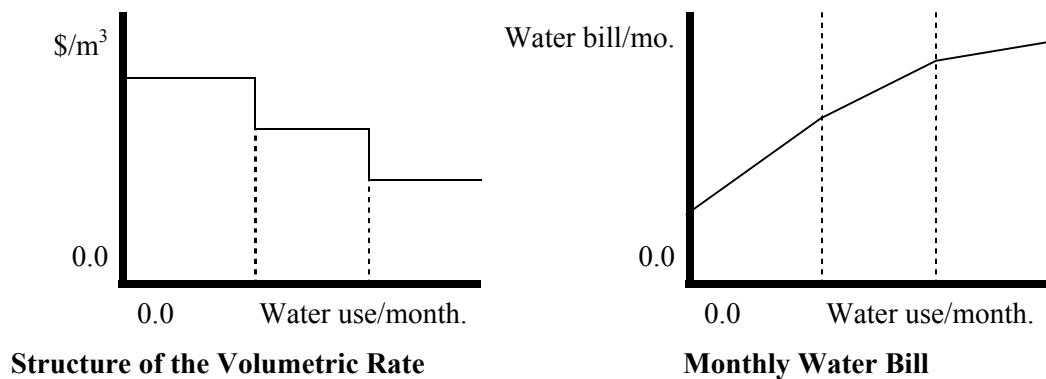 $/m³
0.0
0.0 Water use/month.
Structure of the Volumetric Rate
Water bill/mo.
0.0
0.0 Water use/month.
Monthly Water Bill